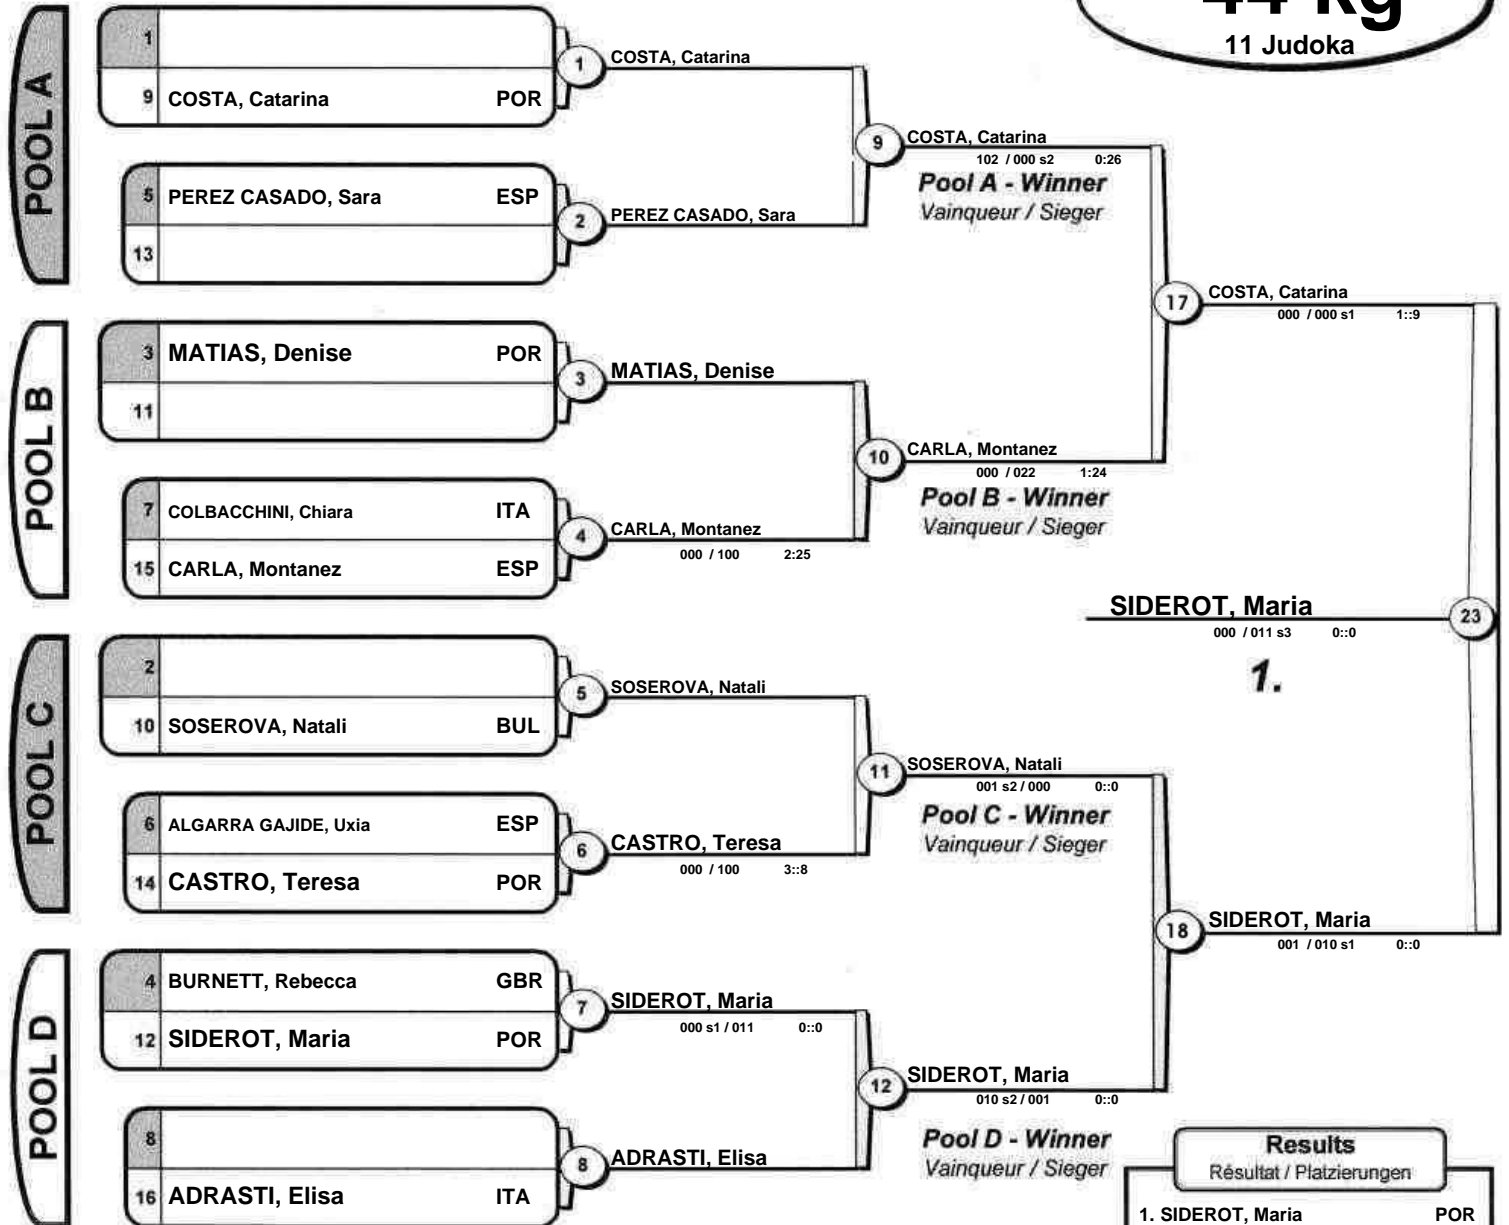 44 kg
11 Judoka
POOL A
1
9 COSTA, Catarina POR
5 PEREZ CASADO, Sara ESP
13
1 COSTA, Catarina
2 PEREZ CASADO, Sara
9 COSTA, Catarina
102 / 000 s2 0:26
Pool A - Winner
Vainqueur / Sieger
POOL B
3 MATIAS, Denise POR
11
7 COLBACCHINI, Chiara ITA
15 CARLA, Montanez ESP
3 MATIAS, Denise
4 CARLA, Montanez
000 / 100 2:25
10 CARLA, Montanez
000 / 022 1:24
Pool B - Winner
Vainqueur / Sieger
17 COSTA, Catarina
000 / 000 s1 1::9
SIDEROT, Maria 23
000 / 011 s3 0::0
1.
POOL C
2
10 SOSEROVA, Natali BUL
6 ALGARRA GAJIDE, Uxia ESP
14 CASTRO, Teresa POR
5 SOSEROVA, Natali
6 CASTRO, Teresa
000 / 100 3::8
11 SOSEROVA, Natali
001 s2 / 000 0::0
Pool C - Winner
Vainqueur / Sieger
18 SIDEROT, Maria
001 / 010 s1 0::0
POOL D
4 BURNETT, Rebecca GBR
12 SIDEROT, Maria POR
8
16 ADRASTI, Elisa ITA
7 SIDEROT, Maria
000 s1 / 011 0::0
8 ADRASTI, Elisa
12 SIDEROT, Maria
010 s2 / 001 0::0
Pool D - Winner
Vainqueur / Sieger
Results
Résultat / Platzierungen
1. SIDEROT, Maria POR